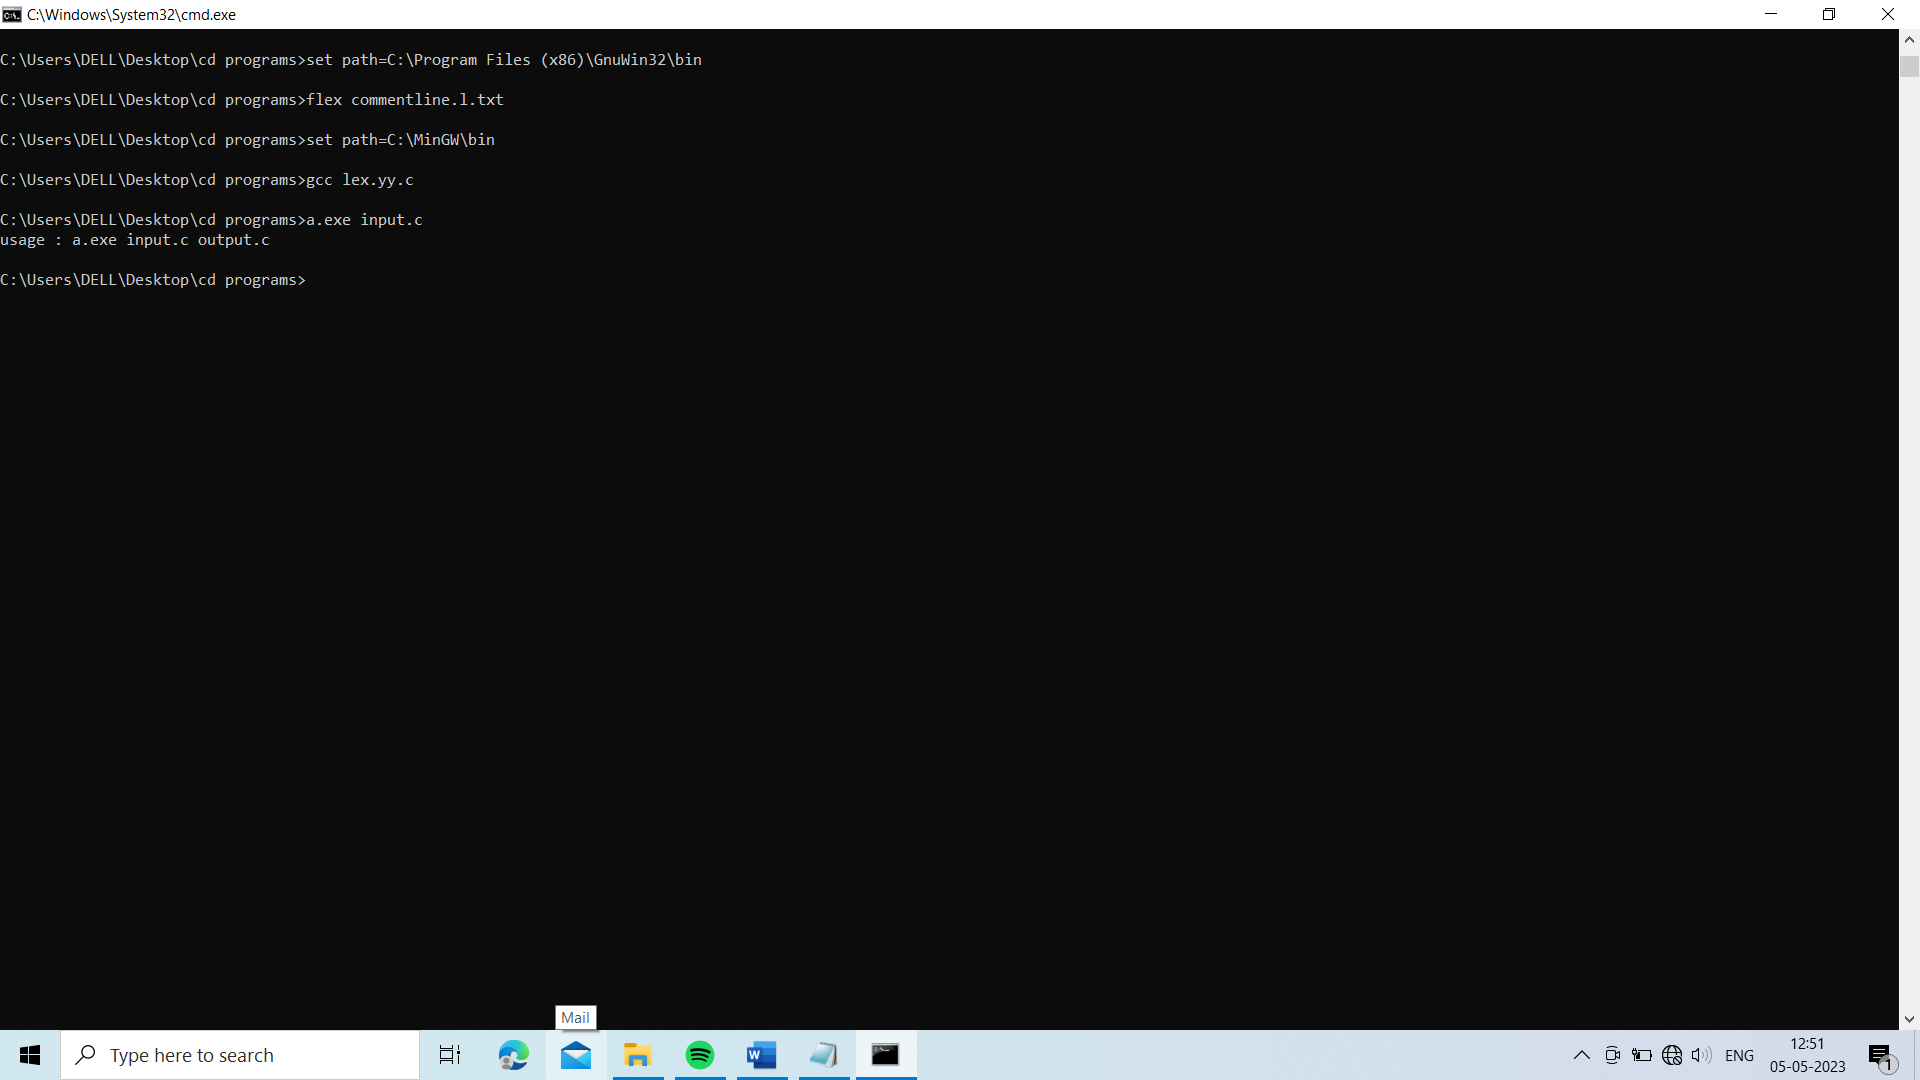 C:\Windows\System32\cmd.exe
C:\Users\DELL\Desktop\cd programs>set path=C:\Program Files (x86)\GnuWin32\bin
C:\Users\DELL\Desktop\cd programs>flex commentline.l.txt
C:\Users\DELL\Desktop\cd programs>set path=C:\MinGW\bin
C:\Users\DELL\Desktop\cd programs>gcc lex.yy.c
C:\Users\DELL\Desktop\cd programs>a.exe input.c
usage : a.exe input.c output.c
C:\Users\DELL\Desktop\cd programs>
Mail
Type here to search
W
ENG
12:51
05-05-2023
1